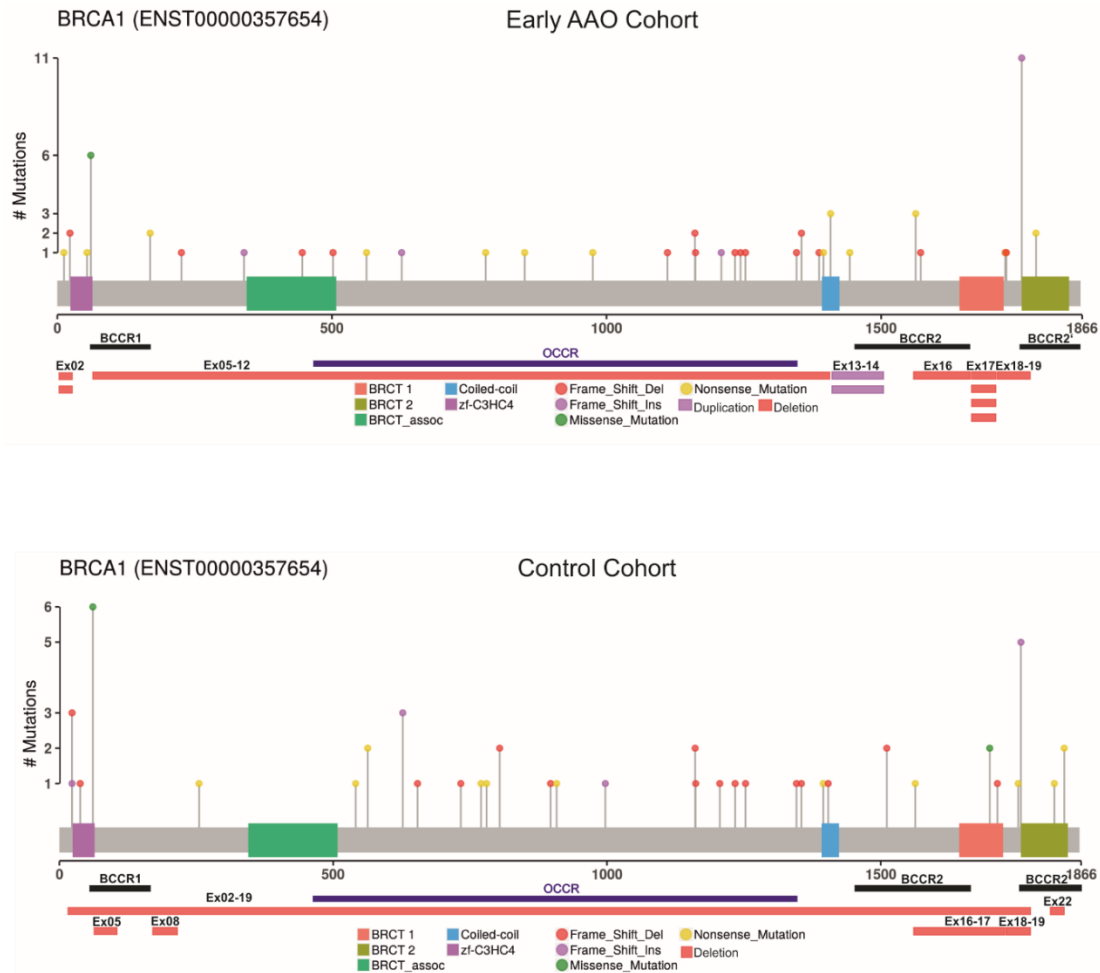 BRCA1 (ENST00000357654) Early AAO Cohort
# Mutations
11
6
3
2
1
0 500 1000 1500 1866
BCCR1 BCCR2 BCCR2'
OCCR
Ex02 Ex05-12 Ex13-14 Ex16 Ex17 Ex18-19
BRCT 1 Coiled-coil Frame_Shift_Del Nonsense_Mutation
BRCT 2 zf-C3HC4 Frame_Shift_Ins Duplication Deletion
BRCT_assoc Missense_Mutation
BRCA1 (ENST00000357654) Control Cohort
# Mutations
6
5
3
2
1
0 500 1000 1500 1866
BCCR1 OCCR BCCR2 BCCR2'
Ex02-19 Ex22
Ex05 Ex08 Ex16-17 Ex18-19
BRCT 1 Coiled-coil Frame_Shift_Del Nonsense_Mutation
BRCT 2 zf-C3HC4 Frame_Shift_Ins Deletion
BRCT_assoc Missense_Mutation